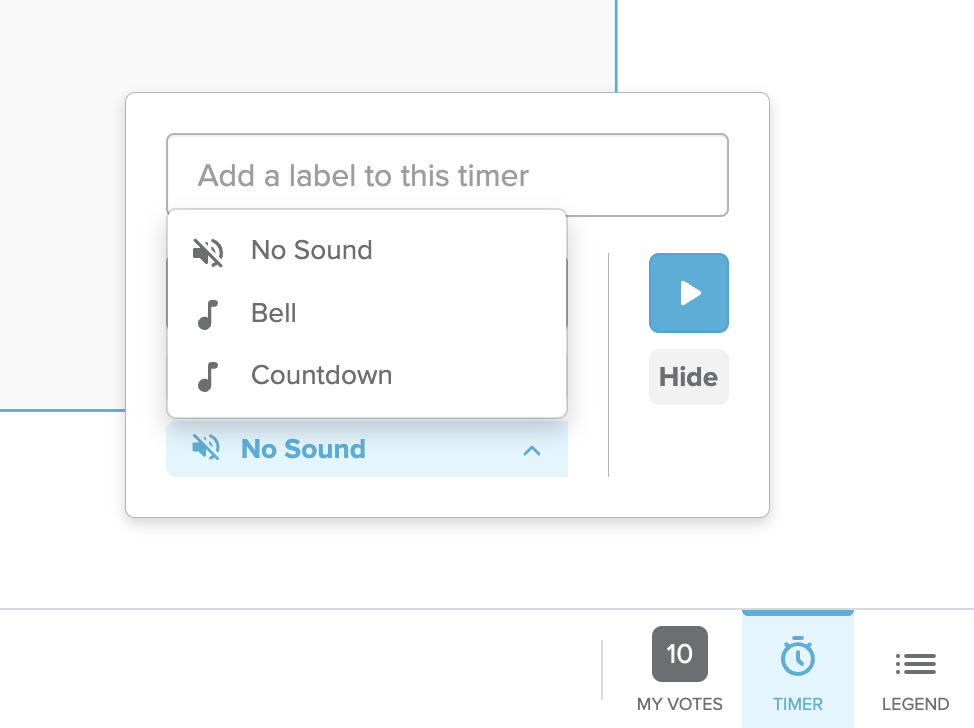 Add a label to this timer
No Sound
Bell
Countdown
No Sound
Hide
10
MY VOTES
TIMER
LEGEND